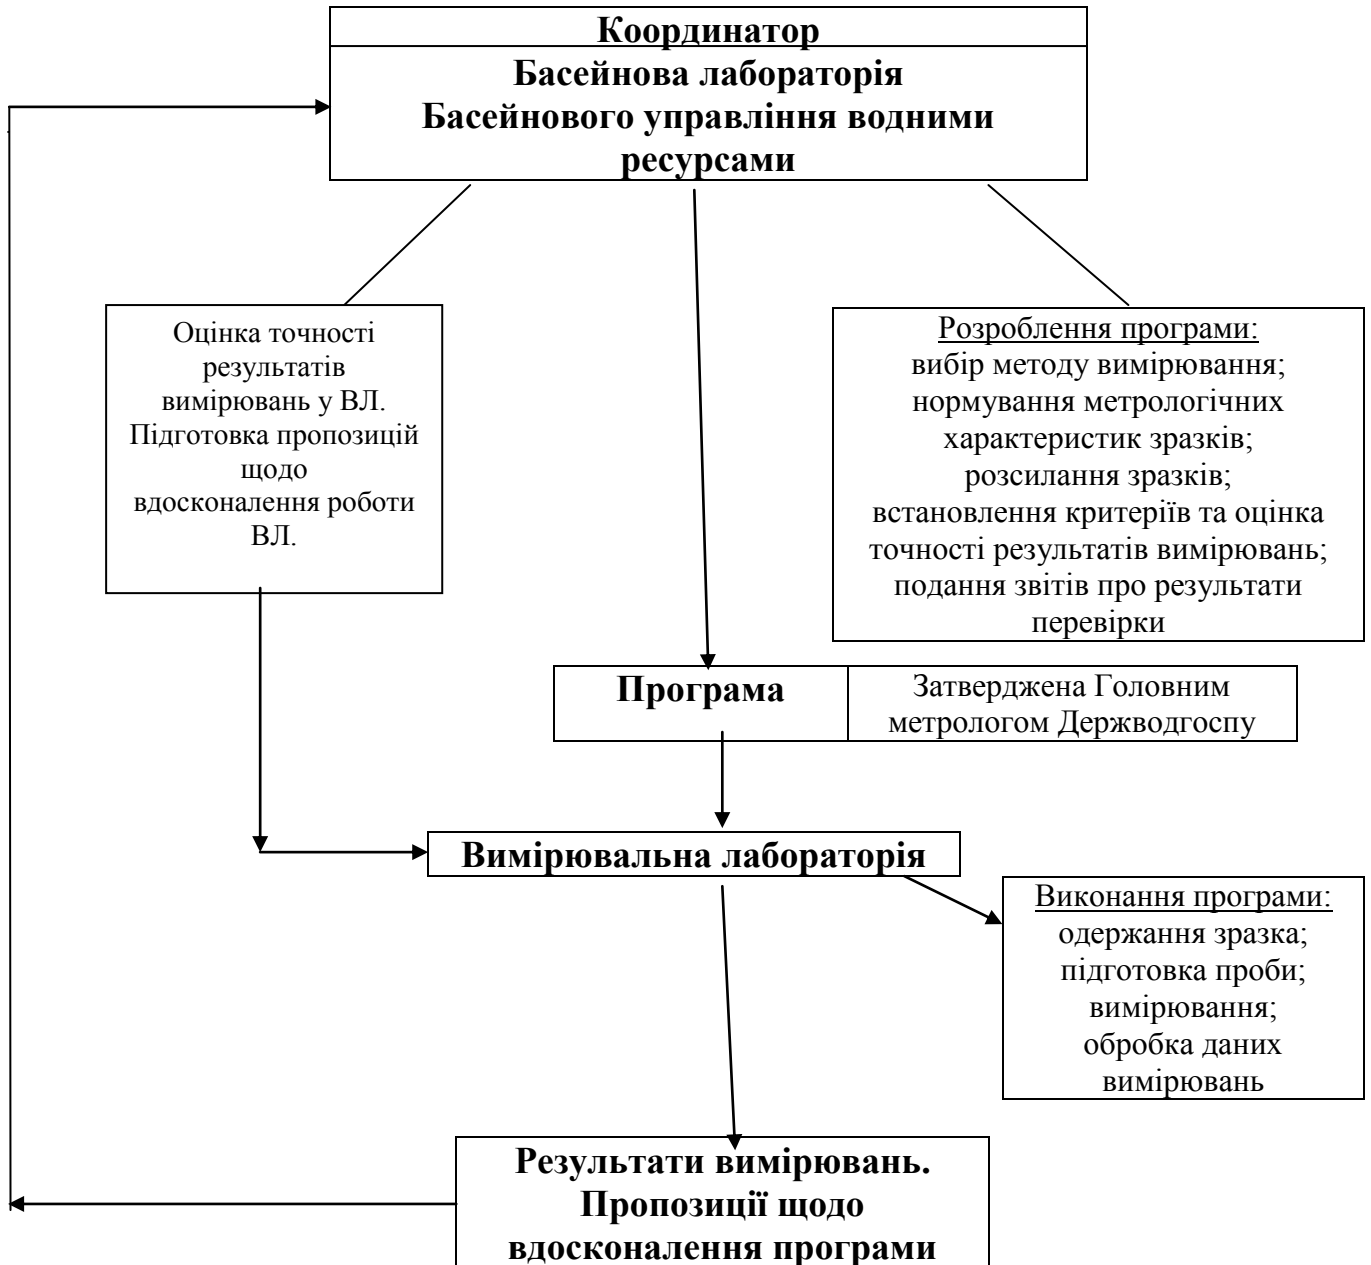 Координатор
Басейнова лабораторія
Басейнового управління водними
ресурсами
Оцінка точності
результатів
вимірювань у ВЛ.
Підготовка пропозицій
щодо
вдосконалення роботи
ВЛ.
Розроблення програми:
вибір методу вимірювання;
нормування метрологічних
характеристик зразків;
розсилання зразків;
встановлення критеріїв та оцінка
точності результатів вимірювань;
подання звітів про результати
перевірки
Програма
Затверджена Головним
метрологом Держводгоспу
Вимірювальна лабораторія
Виконання програми:
одержання зразка;
підготовка проби;
вимірювання;
обробка даних
вимірювань
Результати вимірювань.
Пропозиції щодо
вдосконалення програми